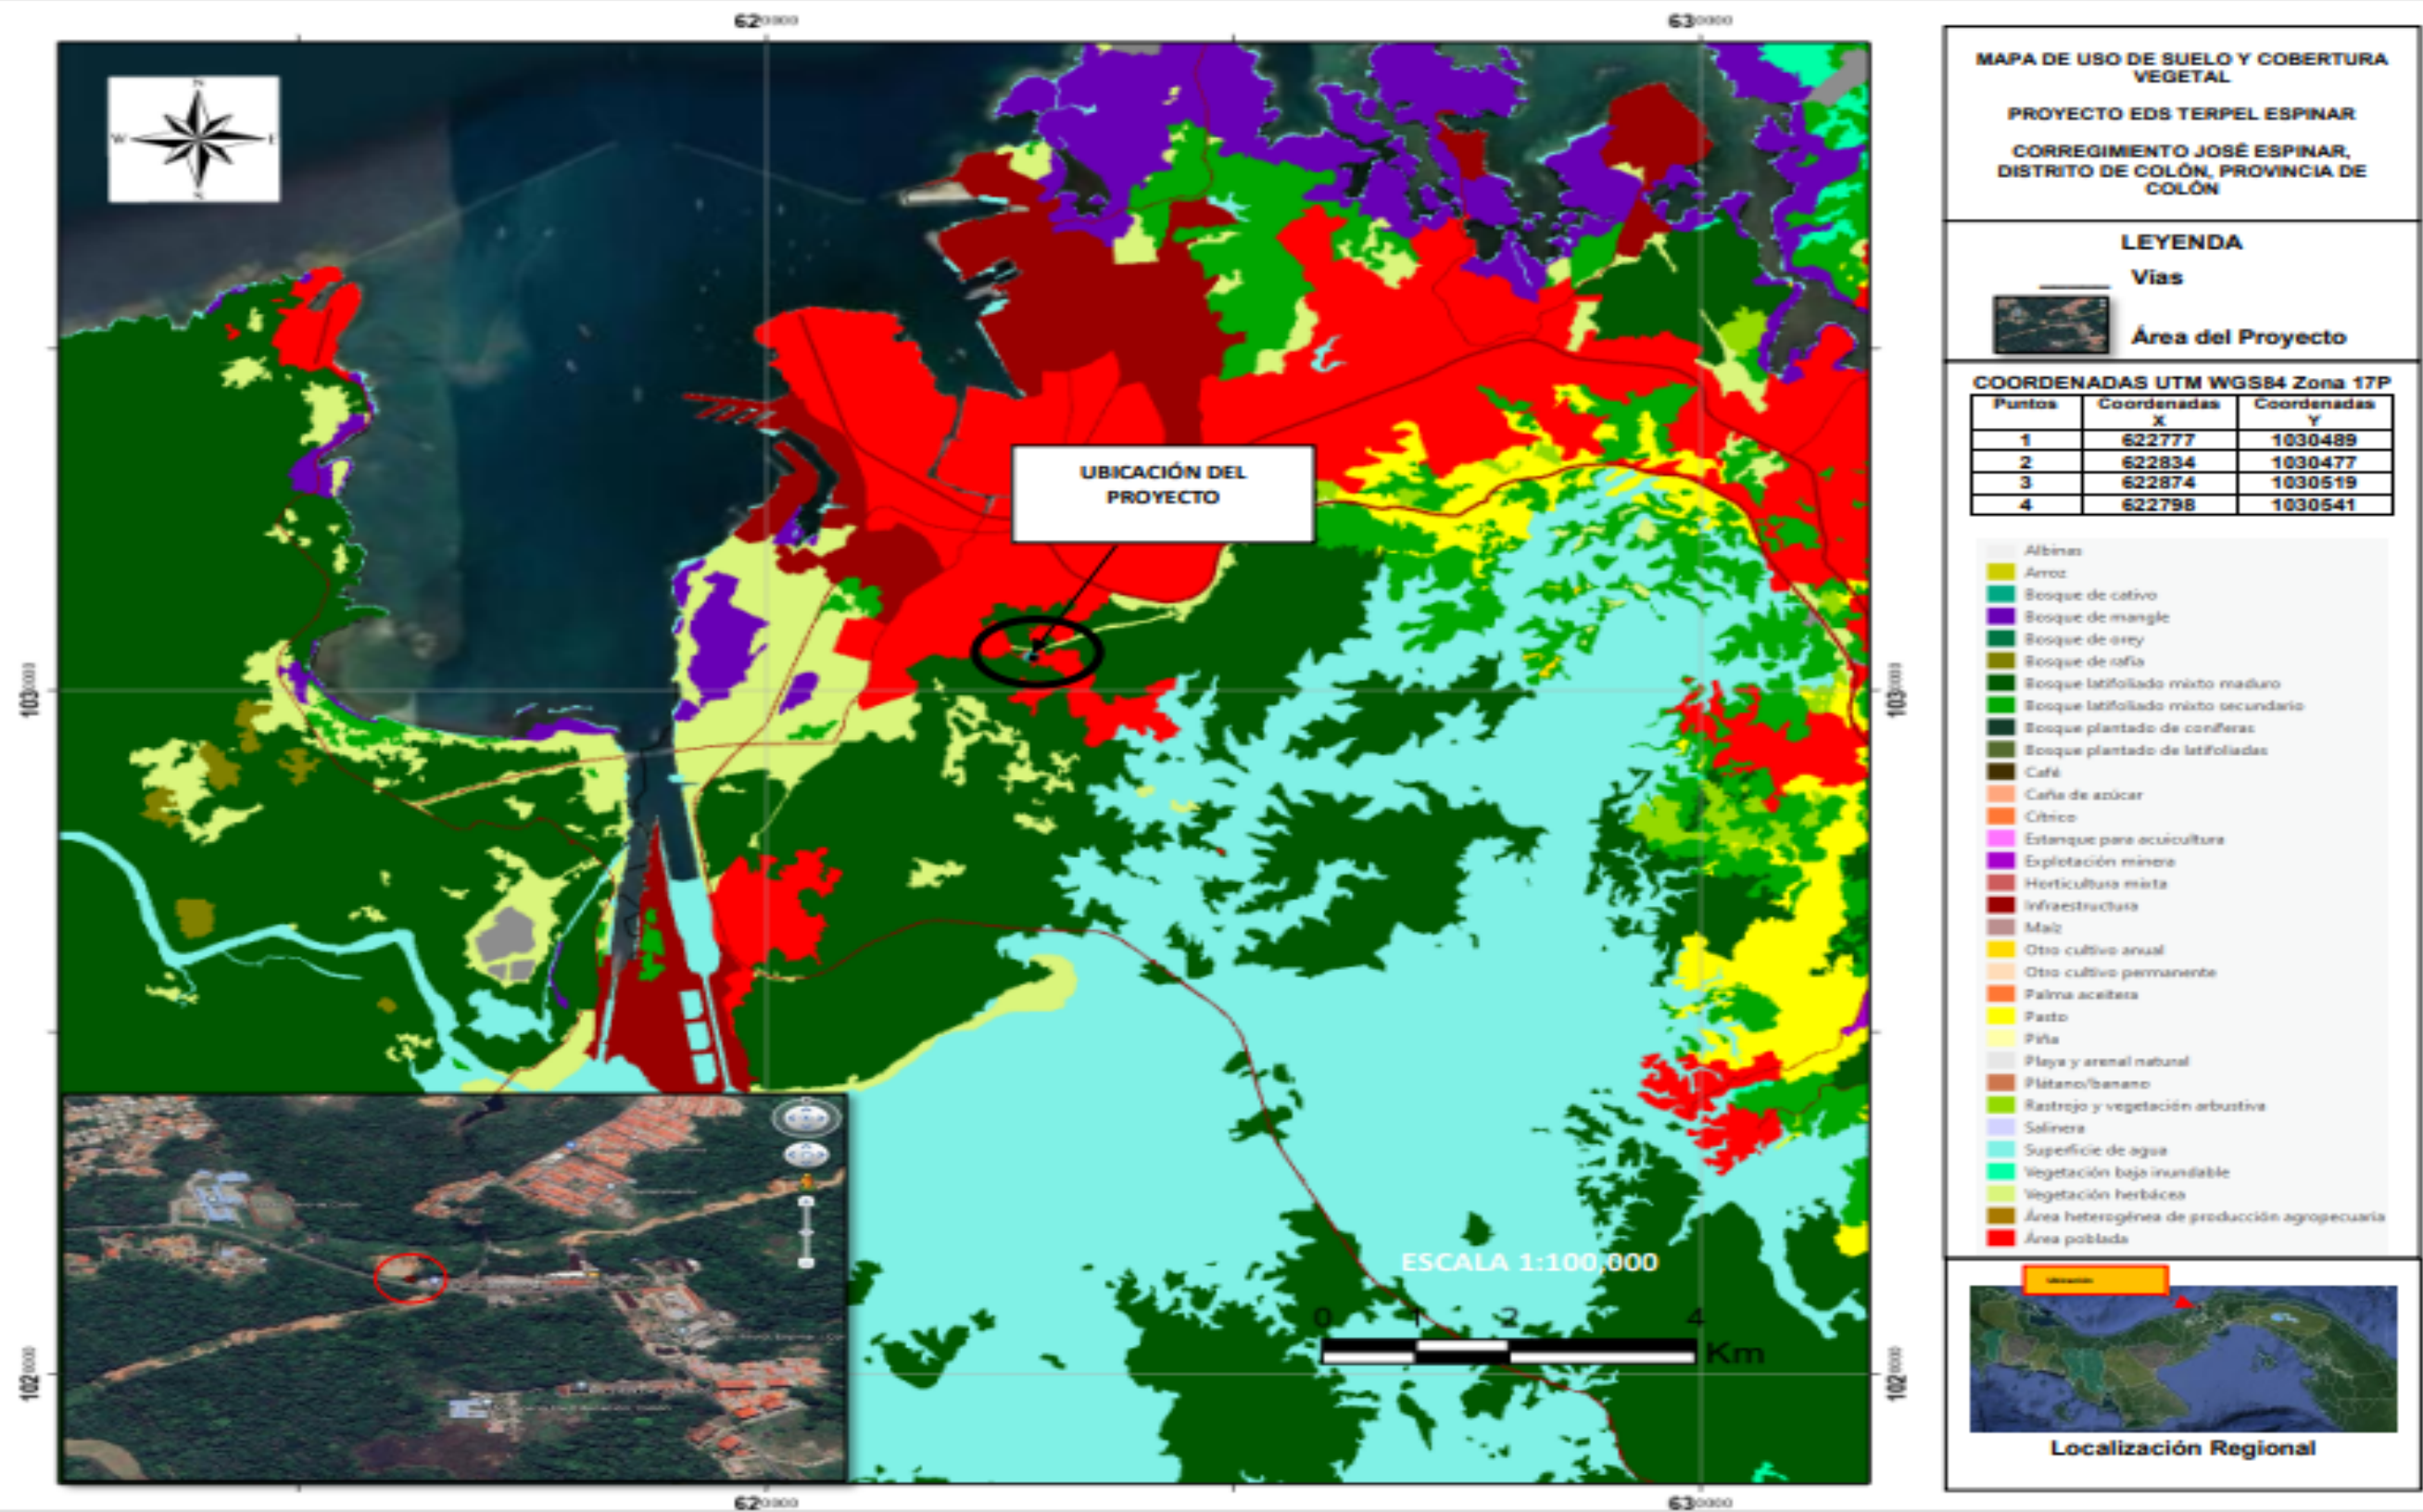 620000
630000
N
W
E
S
1030000
1030000
1020000
1020000
UBICACIÓN DEL
PROYECTO
ESCALA 1:100,000
0 1 2 4
Km
620000
630000
MAPA DE USO DE SUELO Y COBERTURA
VEGETAL
PROYECTO EDS TERPEL ESPINAR
CORREGIMIENTO JOSÉ ESPINAR,
DISTRITO DE COLÓN, PROVINCIA DE
COLÓN
LEYENDA
Vias
Área del Proyecto
COORDENADAS UTM WGS84 Zona 17P
Puntos Coordenadas X Coordenadas Y
1 622777 1030489
2 622834 1030477
3 622874 1030519
4 622798 1030541
Albinas
Arroz
Bosque de cativo
Bosque de mangle
Bosque de orey
Bosque de rafia
Bosque latifoliado mixto maduro
Bosque latifoliado mixto secundario
Bosque plantado de coníferas
Bosque plantado de latifoliadas
Café
Caña de azúcar
Cítrico
Estanque para acuicultura
Explotación minera
Horticultura mixta
Infraestructura
Maíz
Otro cultivo anual
Otro cultivo permanente
Palma aceitera
Pasto
Piña
Playa y arenal natural
Plátano/banano
Rastrojo y vegetación arbustiva
Salinera
Superficie de agua
Vegetación baja inundable
Vegetación herbácea
Área heterogénea de producción agropecuaria
Área poblada
Ubicación
Localización Regional